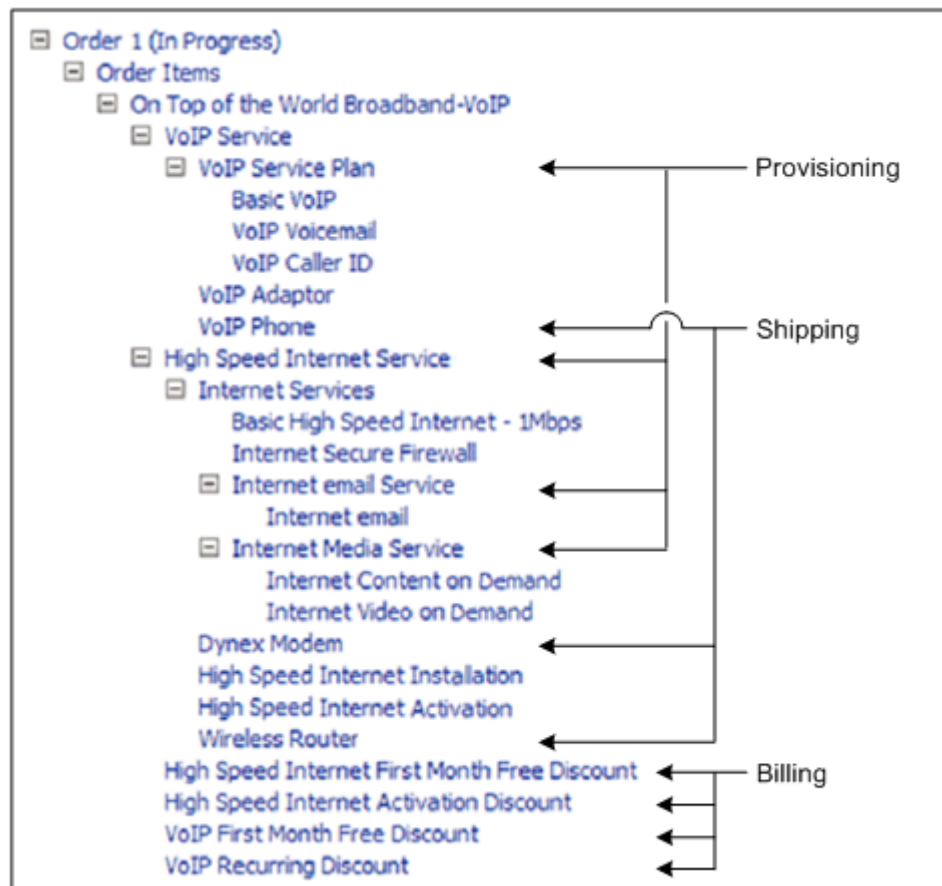 Order 1 (In Progress)
Order Items
On Top of the World Broadband-VoIP
VoIP Service
VoIP Service Plan
Provisioning
Basic VoIP
VoIP Voicemail
VoIP Caller ID
VoIP Adaptor
VoIP Phone
Shipping
High Speed Internet Service
Internet Services
Basic High Speed Internet - 1Mbps
Internet Secure Firewall
Internet email Service
Internet email
Internet Media Service
Internet Content on Demand
Internet Video on Demand
Dynex Modem
High Speed Internet Installation
High Speed Internet Activation
Wireless Router
High Speed Internet First Month Free Discount
Billing
High Speed Internet Activation Discount
VoIP First Month Free Discount
VoIP Recurring Discount